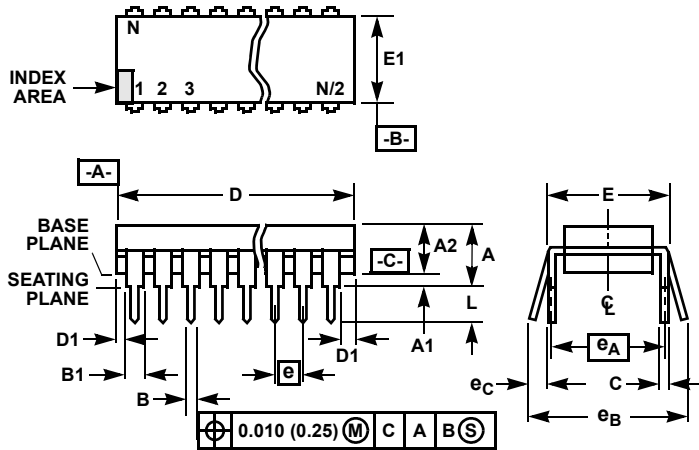 N
INDEX
AREA
1 2 3 N/2
E1
-B-
-A-
D
E
BASE
PLANE
-C-
A2
A
SEATING
PLANE
L
C
L
D1
A1
D1
eA
B1
e
eC
C
B
eB
0.010 (0.25) M C A B S